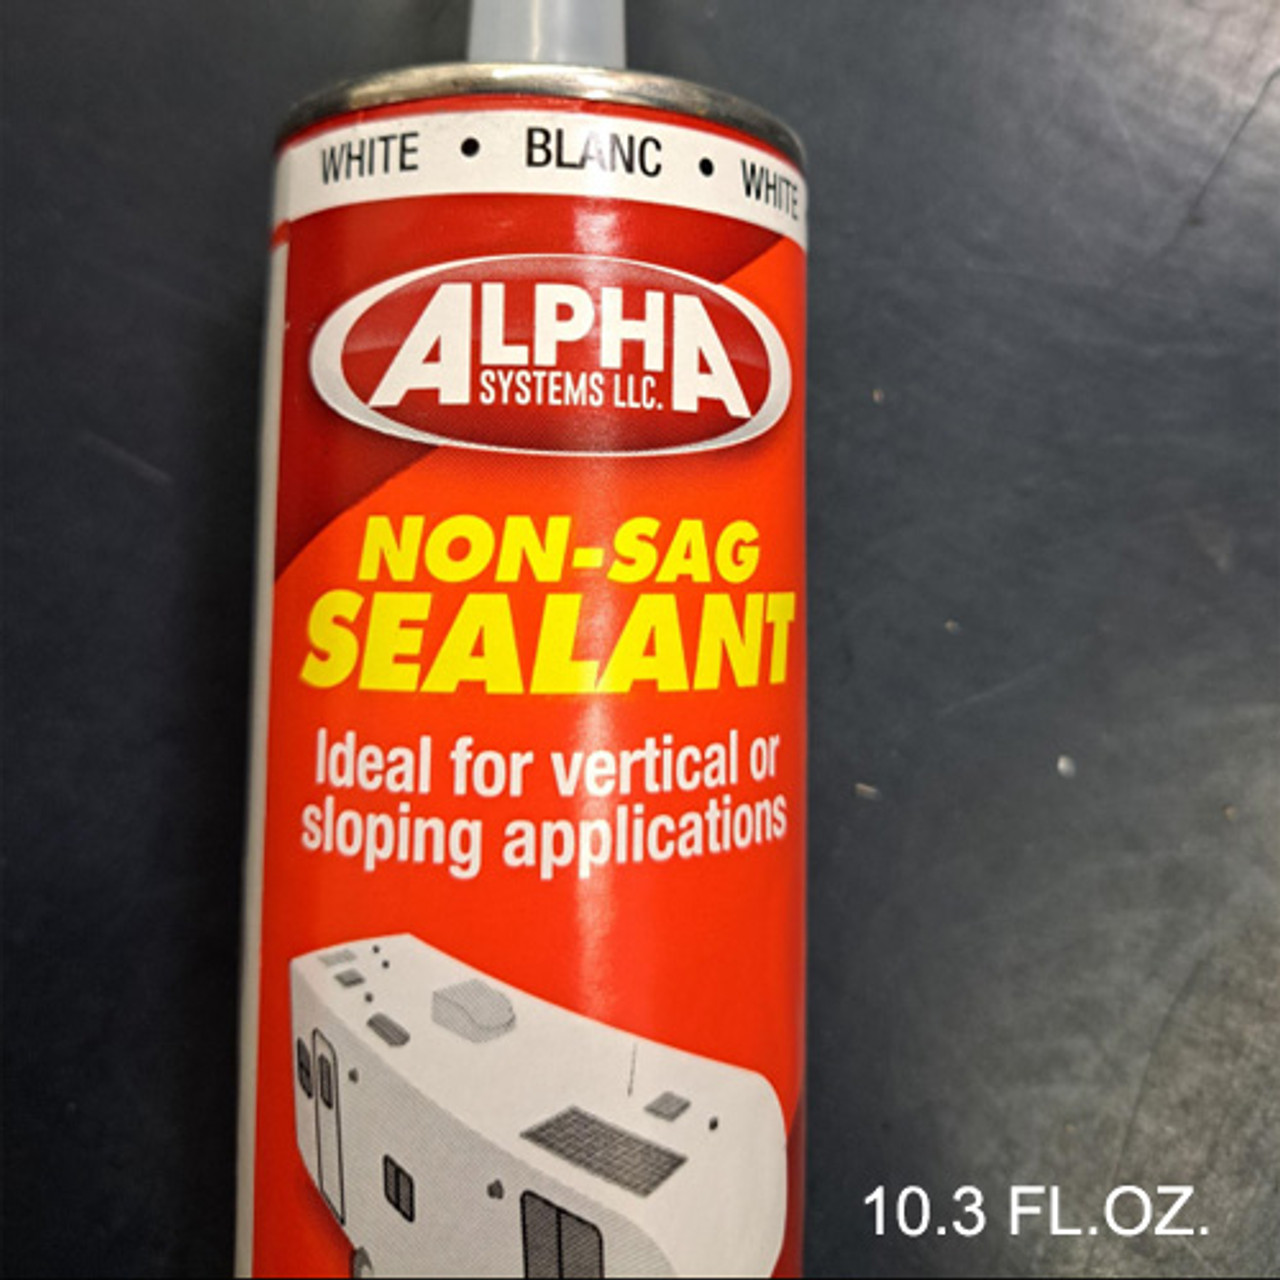 WHITE • BLANC • WHITE
ALPHA
SYSTEMS LLC.
NON-SAG
SEALANT
Ideal for vertical or
sloping applications
10.3 FL.OZ.